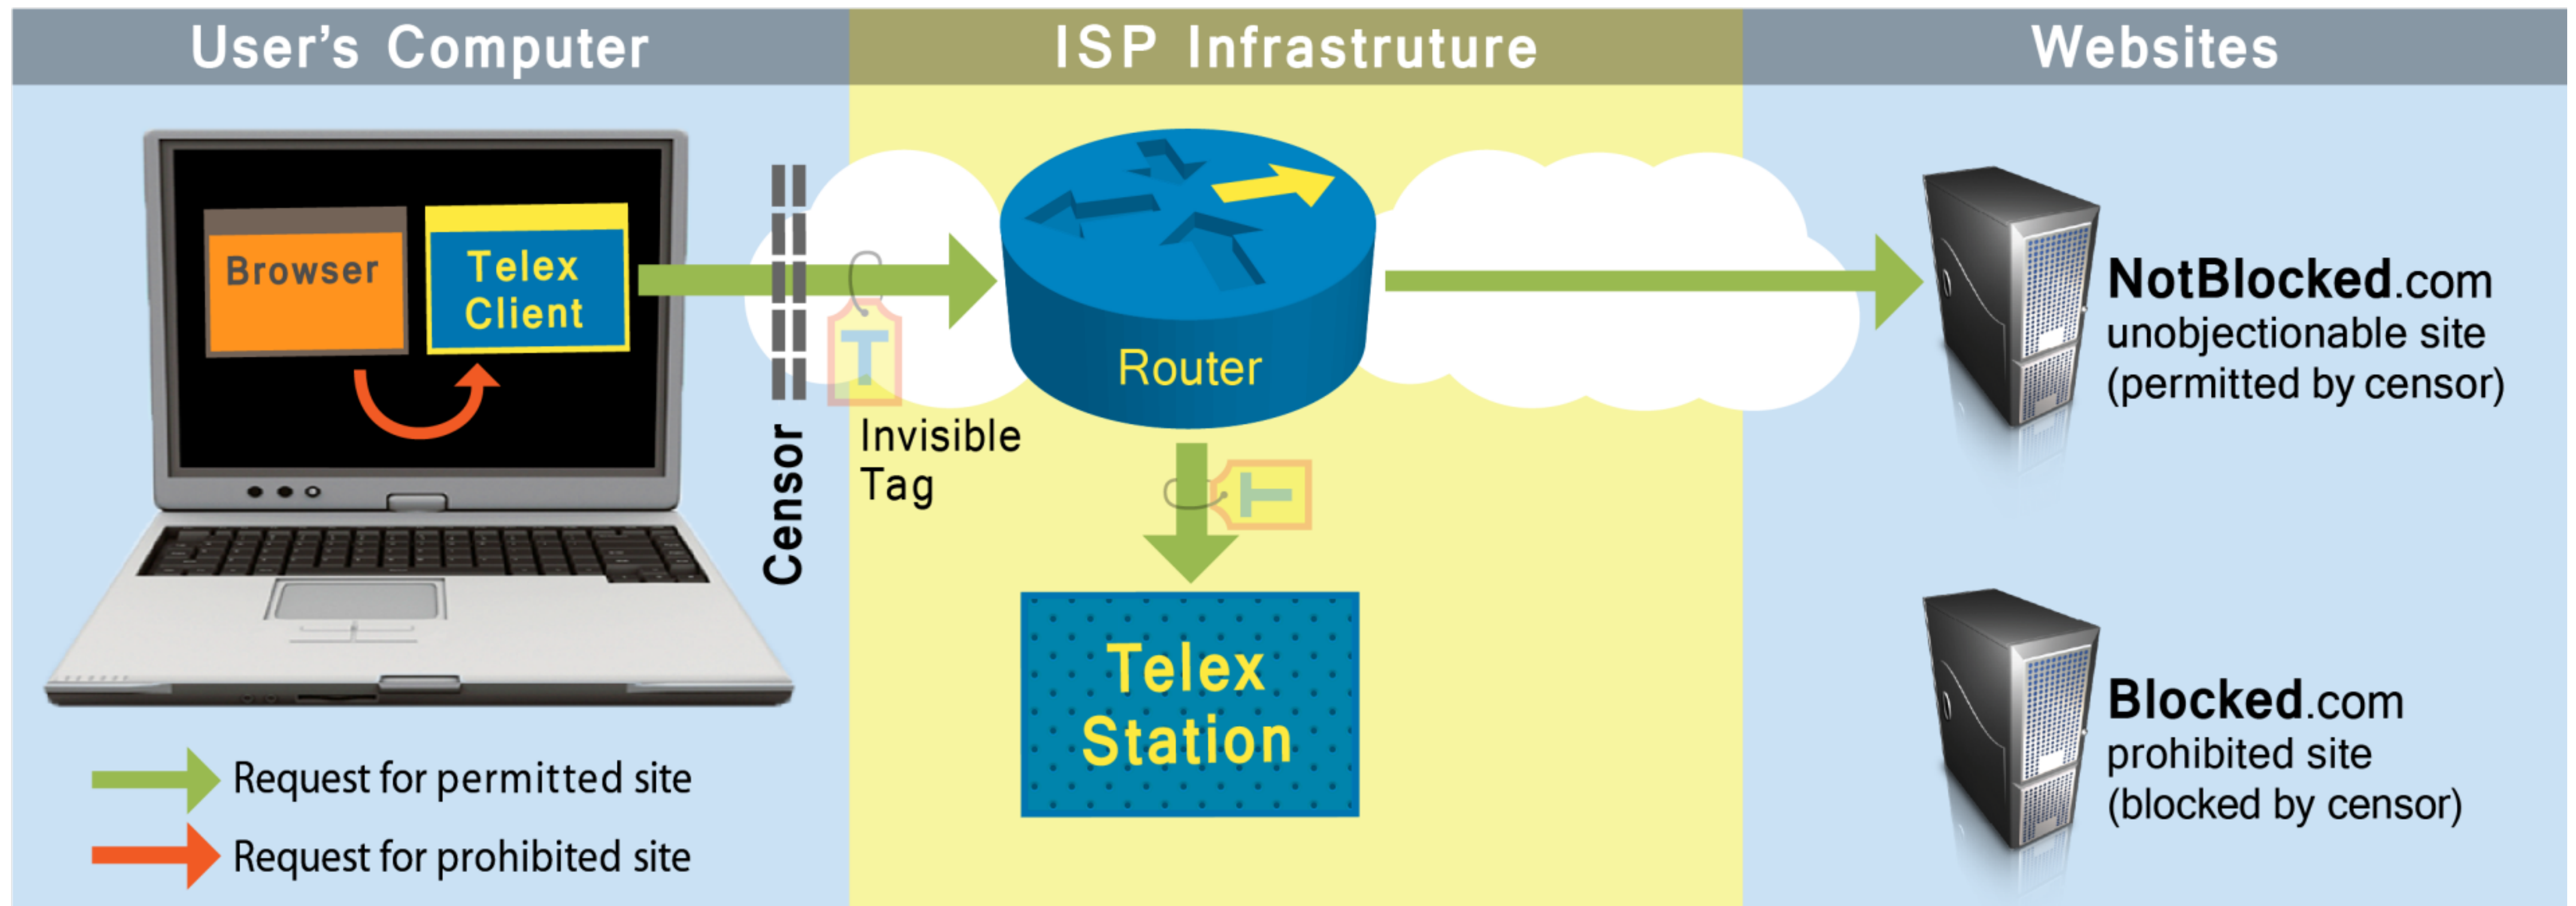 User's Computer
ISP Infrastruture
Websites
Browser
Telex
Client
Censor
T
Invisible
Tag
Router
T
Telex
Station
NotBlocked.com
unobjectionable site
(permitted by censor)
Blocked.com
prohibited site
(blocked by censor)
Request for permitted site
Request for prohibited site